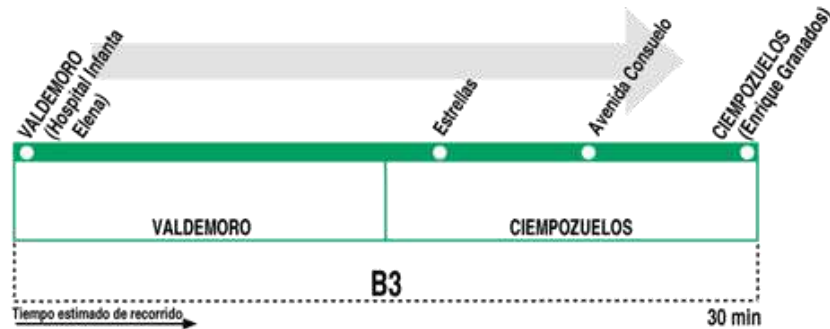 VALDEMORO
(Hospital Infanta
Elena)
Estrellas
Avenida Consuelo
CIEMPOZUELOS
(Enrique Granados)
VALDEMORO
CIEMPOZUELOS
B3
Tiempo estimado de recorrido
30 min